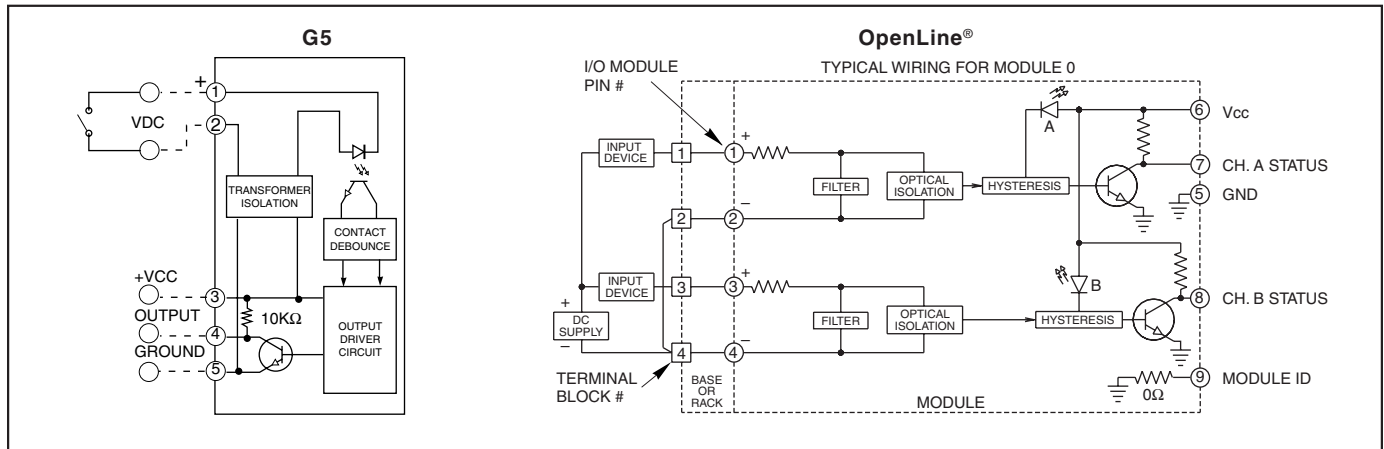 G5
+
1
2
VDC
TRANSFORMER
ISOLATION
CONTACT
DEBOUNCE
+VCC
3
OUTPUT
10KΩ
4
GROUND
5
OUTPUT
DRIVER
CIRCUIT
OpenLine®
I/O MODULE
PIN #
TYPICAL WIRING FOR MODULE 0
A
6
Vcc
INPUT
DEVICE
1
1
+
FILTER
OPTICAL
ISOLATION
HYSTERESIS
7
CH. A STATUS
5
GND
2
2
–
INPUT
DEVICE
3
3
+
B
8
CH. B STATUS
+
DC
SUPPLY
–
FILTER
OPTICAL
ISOLATION
HYSTERESIS
4
4
–
TERMINAL
BLOCK #
BASE
OR
RACK
MODULE
0Ω
9
MODULE ID